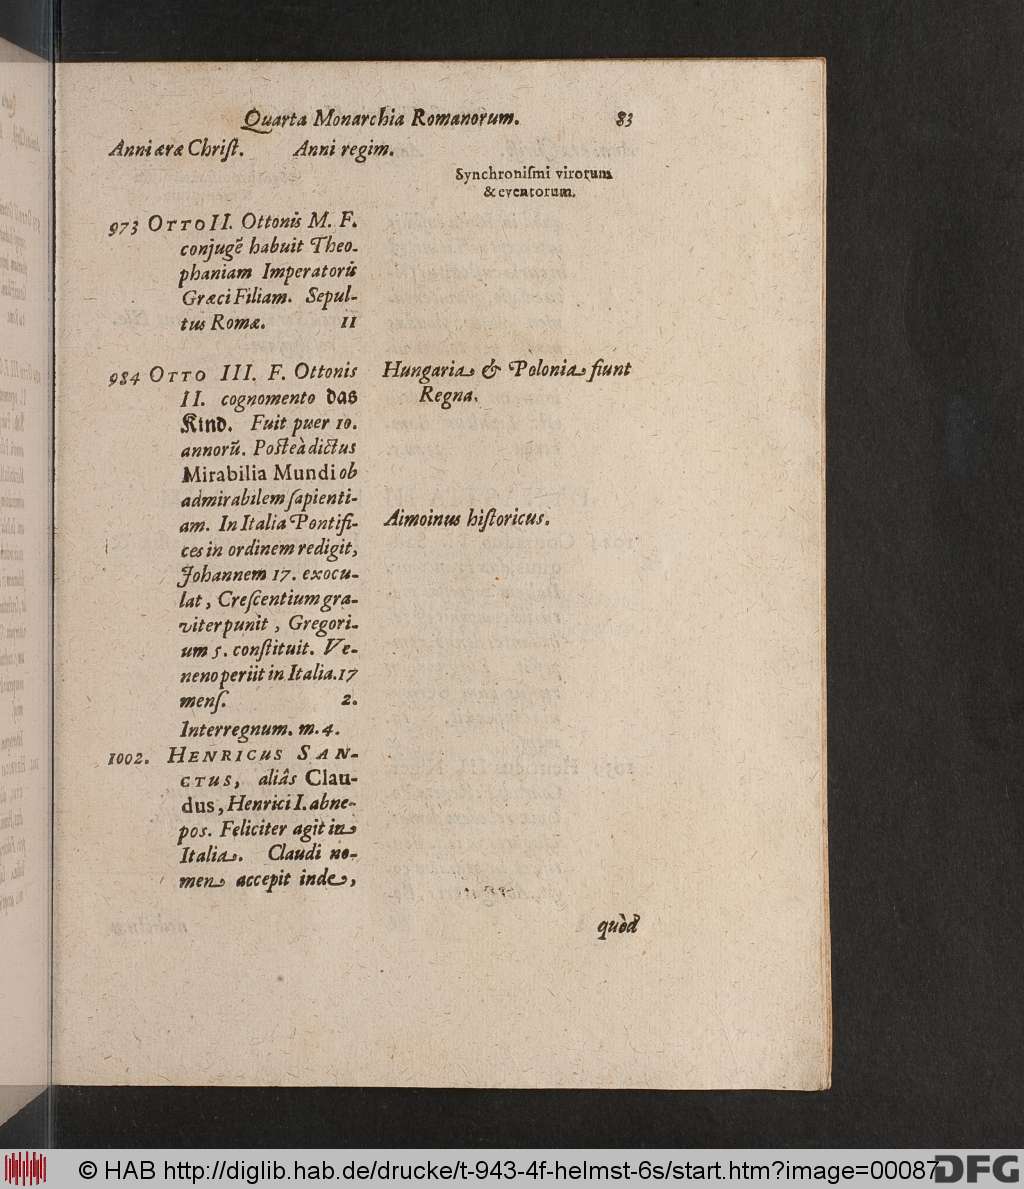 Quarta Monarchia Romanorum. 83
Anni æræ Chriſt. Anni regim.
Synchroniſmi virorum
& eventorum.
973 OTTO II. Ottonis M. F.
conjugē habuit Theo-
phaniam Imperatoris
Græci Filiam. Sepul-
tus Romæ. 11
984 OTTO III. F. Ottonis
II. cognomento das
Kind. Fuit puer 10.
annorū. Poſteà dictus
Mirabilia Mundi ob
admirabilem ſapienti-
am. In Italia Pontifi-
ces in ordinem redigit,
Johannem 17. exocu-
lat, Creſcentium gra-
viter punit, Gregori-
um 5. conſtituit. Ve-
neno periit in Italia. 17
menſ. 2.
Interregnum. m. 4.
1002. HENRICUS SAN-
CTUS, aliâs Clau-
dus, Henrici I. abne-
pos. Feliciter agit in
Italia. Claudi no-
men accepit inde,
Hungaria & Polonia fiunt
Regna.
Aimoinus hiſtoricus.
quòd
© HAB http://diglib.hab.de/drucke/t-943-4f-helmst-6s/start.htm?image=00087
DFG